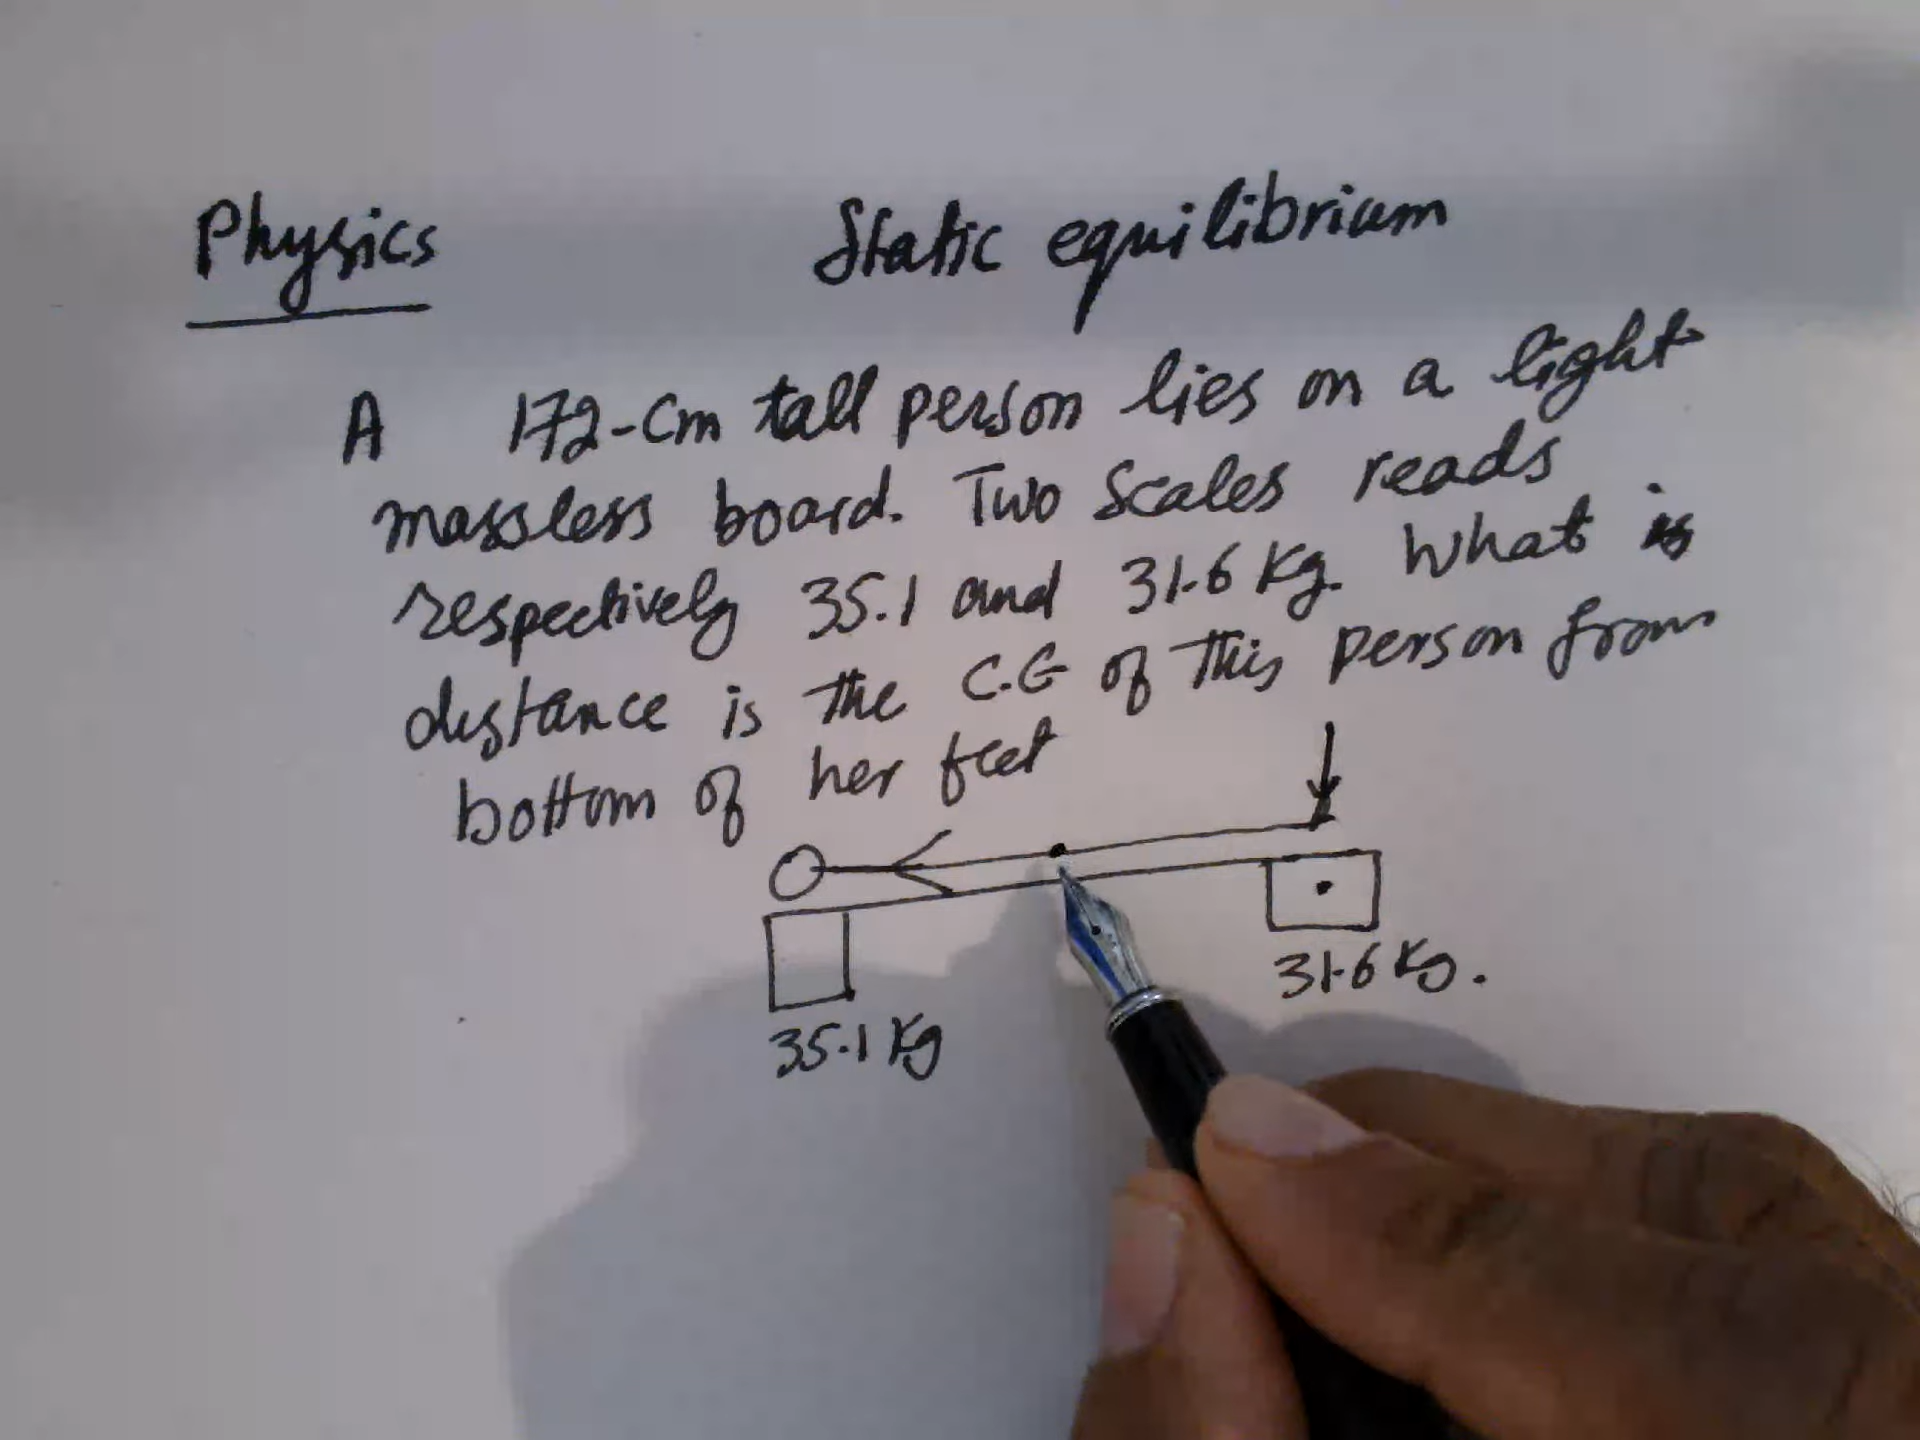 Physics Static equilibrium
A 172-cm tall person lies on a light
massless board. Two Scales reads
respectively 35.1 and 31.6 Kg. What is
distance is the C.G of this person from
bottom of her feet
31.6 Kg.
35.1 Kg